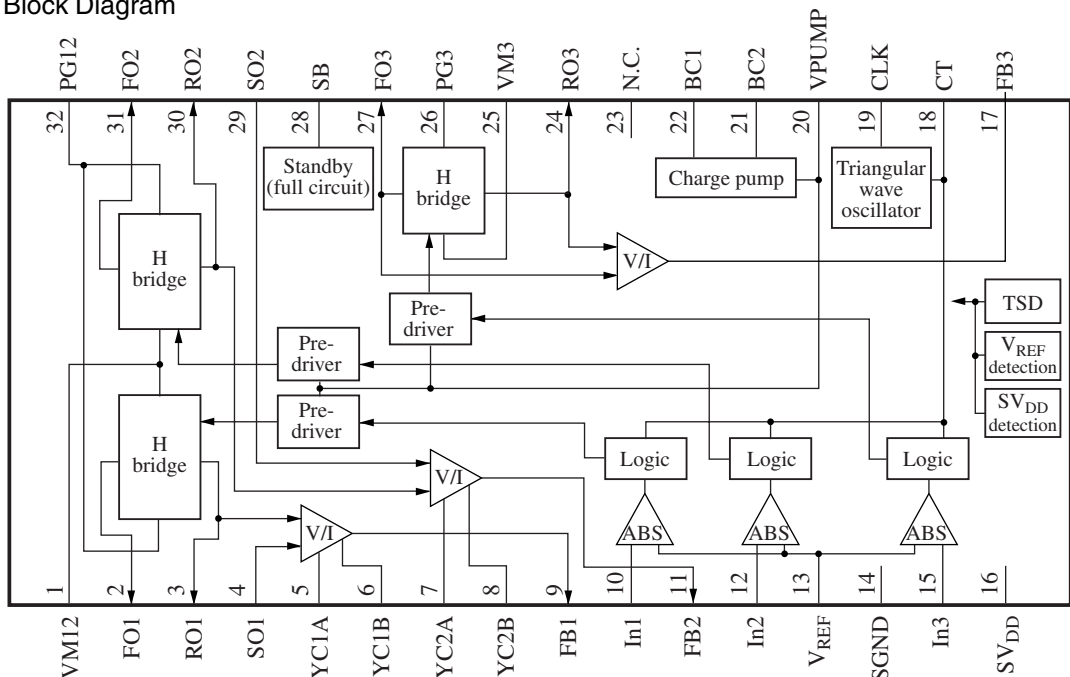 Block Diagram
PG12
FO2
RO2
SO2
SB
FO3
PG3
VM3
RO3
N.C.
BC1
BC2
VPUMP
CLK
CT
FB3
32
31
30
29
28
27
26
25
24
23
22
21
20
19
18
17
Standby
(full circuit)
H
bridge
Charge pump
Triangular
wave
oscillator
H
bridge
V/I
TSD
Pre-
driver
Pre-
driver
VREF
detection
Pre-
driver
SVDD
detection
H
bridge
Logic
Logic
Logic
V/I
V/I
ABS
ABS
ABS
1
2
3
4
5
6
7
8
9
10
11
12
13
14
15
16
VM12
FO1
RO1
SO1
YC1A
YC1B
YC2A
YC2B
FB1
In1
FB2
In2
VREF
SGND
In3
SVDD